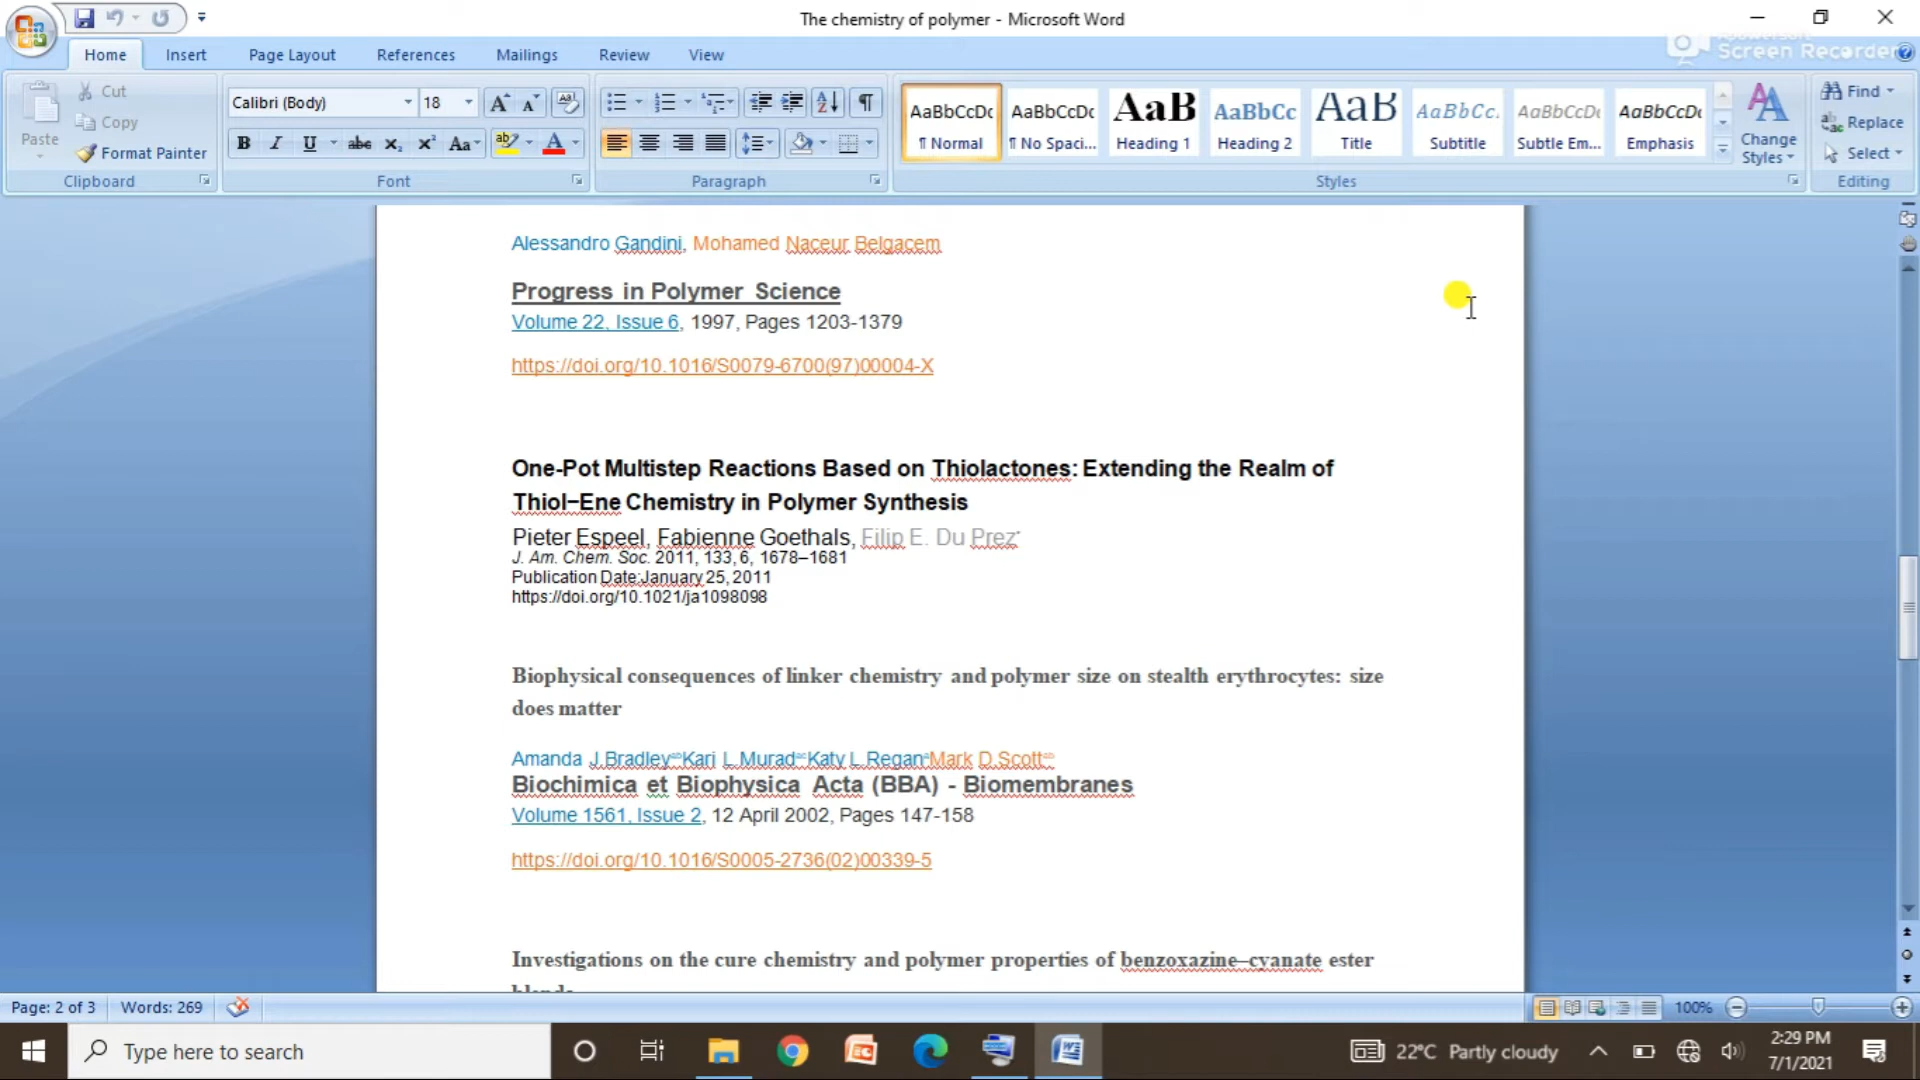 The chemistry of polymer - Microsoft Word
Screen Recorder
Home Insert Page Layout References Mailings Review View
Paste
Cut
Copy
Format Painter
Clipboard
Calibri (Body) 18
Font
Paragraph
AaBbCcDc AaBbCcDc AaB AaBbCc AaB AaBbCc. AaBbCcDc AaBbCcDc
¶ Normal ¶ No Spaci... Heading 1 Heading 2 Title Subtitle Subtle Em... Emphasis
Change Styles
Styles
Find
Replace
Select
Editing
Alessandro Gandini, Mohamed Naceur Belgacem
Progress in Polymer Science
Volume 22, Issue 6, 1997, Pages 1203-1379
https://doi.org/10.1016/S0079-6700(97)00004-X
One-Pot Multistep Reactions Based on Thiolactones: Extending the Realm of
Thiol−Ene Chemistry in Polymer Synthesis
Pieter Espeel, Fabienne Goethals, Filip E. Du Prez*
J. Am. Chem. Soc. 2011, 133, 6, 1678–1681
Publication Date:January 25, 2011
https://doi.org/10.1021/ja1098098
Biophysical consequences of linker chemistry and polymer size on stealth erythrocytes: size
does matter
Amanda J.Bradley Kari L.Murad Katy L.Regan Mark D.Scott
Biochimica et Biophysica Acta (BBA) - Biomembranes
Volume 1561, Issue 2, 12 April 2002, Pages 147-158
https://doi.org/10.1016/S0005-2736(02)00339-5
Investigations on the cure chemistry and polymer properties of benzoxazine–cyanate ester
blends
Page: 2 of 3 Words: 269 100%
Type here to search
22°C Partly cloudy
2:29 PM
7/1/2021